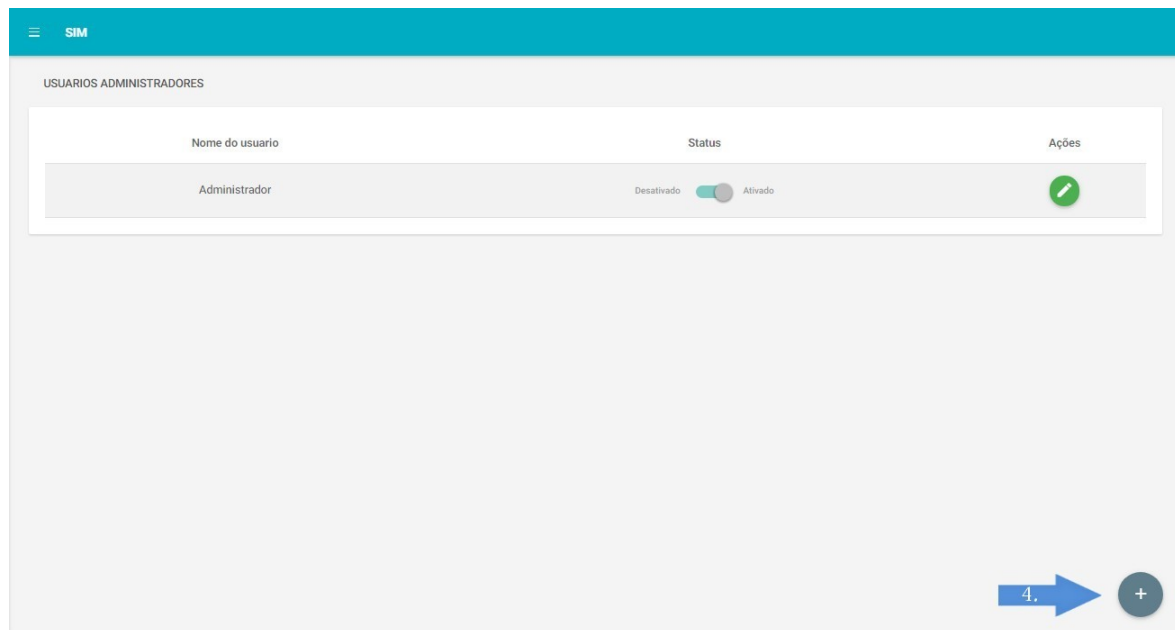 SIM
USUARIOS ADMINISTRADORES
Nome do usuario Status Ações
Administrador Desativado Ativado
4.
+